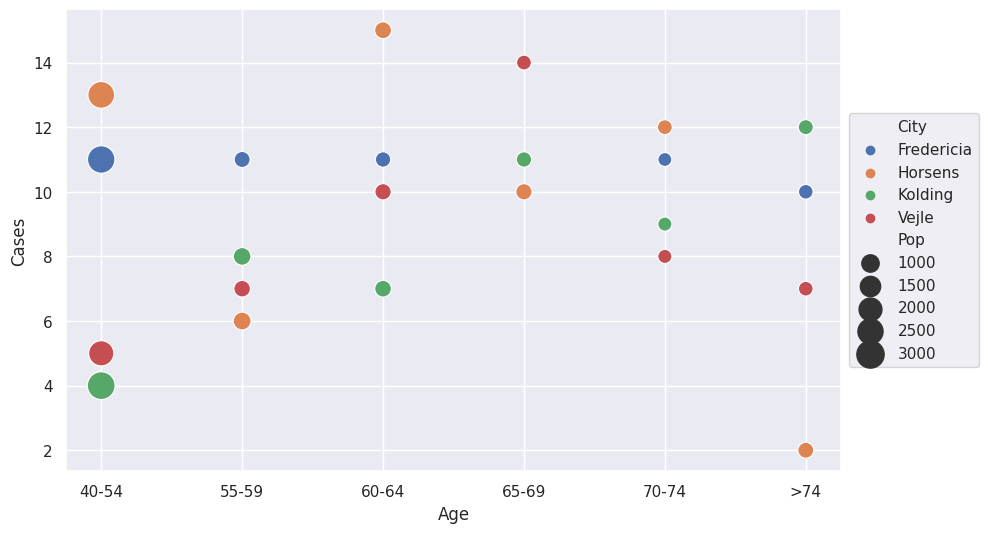 14
12
10
8
6
4
2
Cases
40-54
55-59
60-64
65-69
70-74
>74
Age
City
Fredericia
Horsens
Kolding
Vejle
Pop
1000
1500
2000
2500
3000